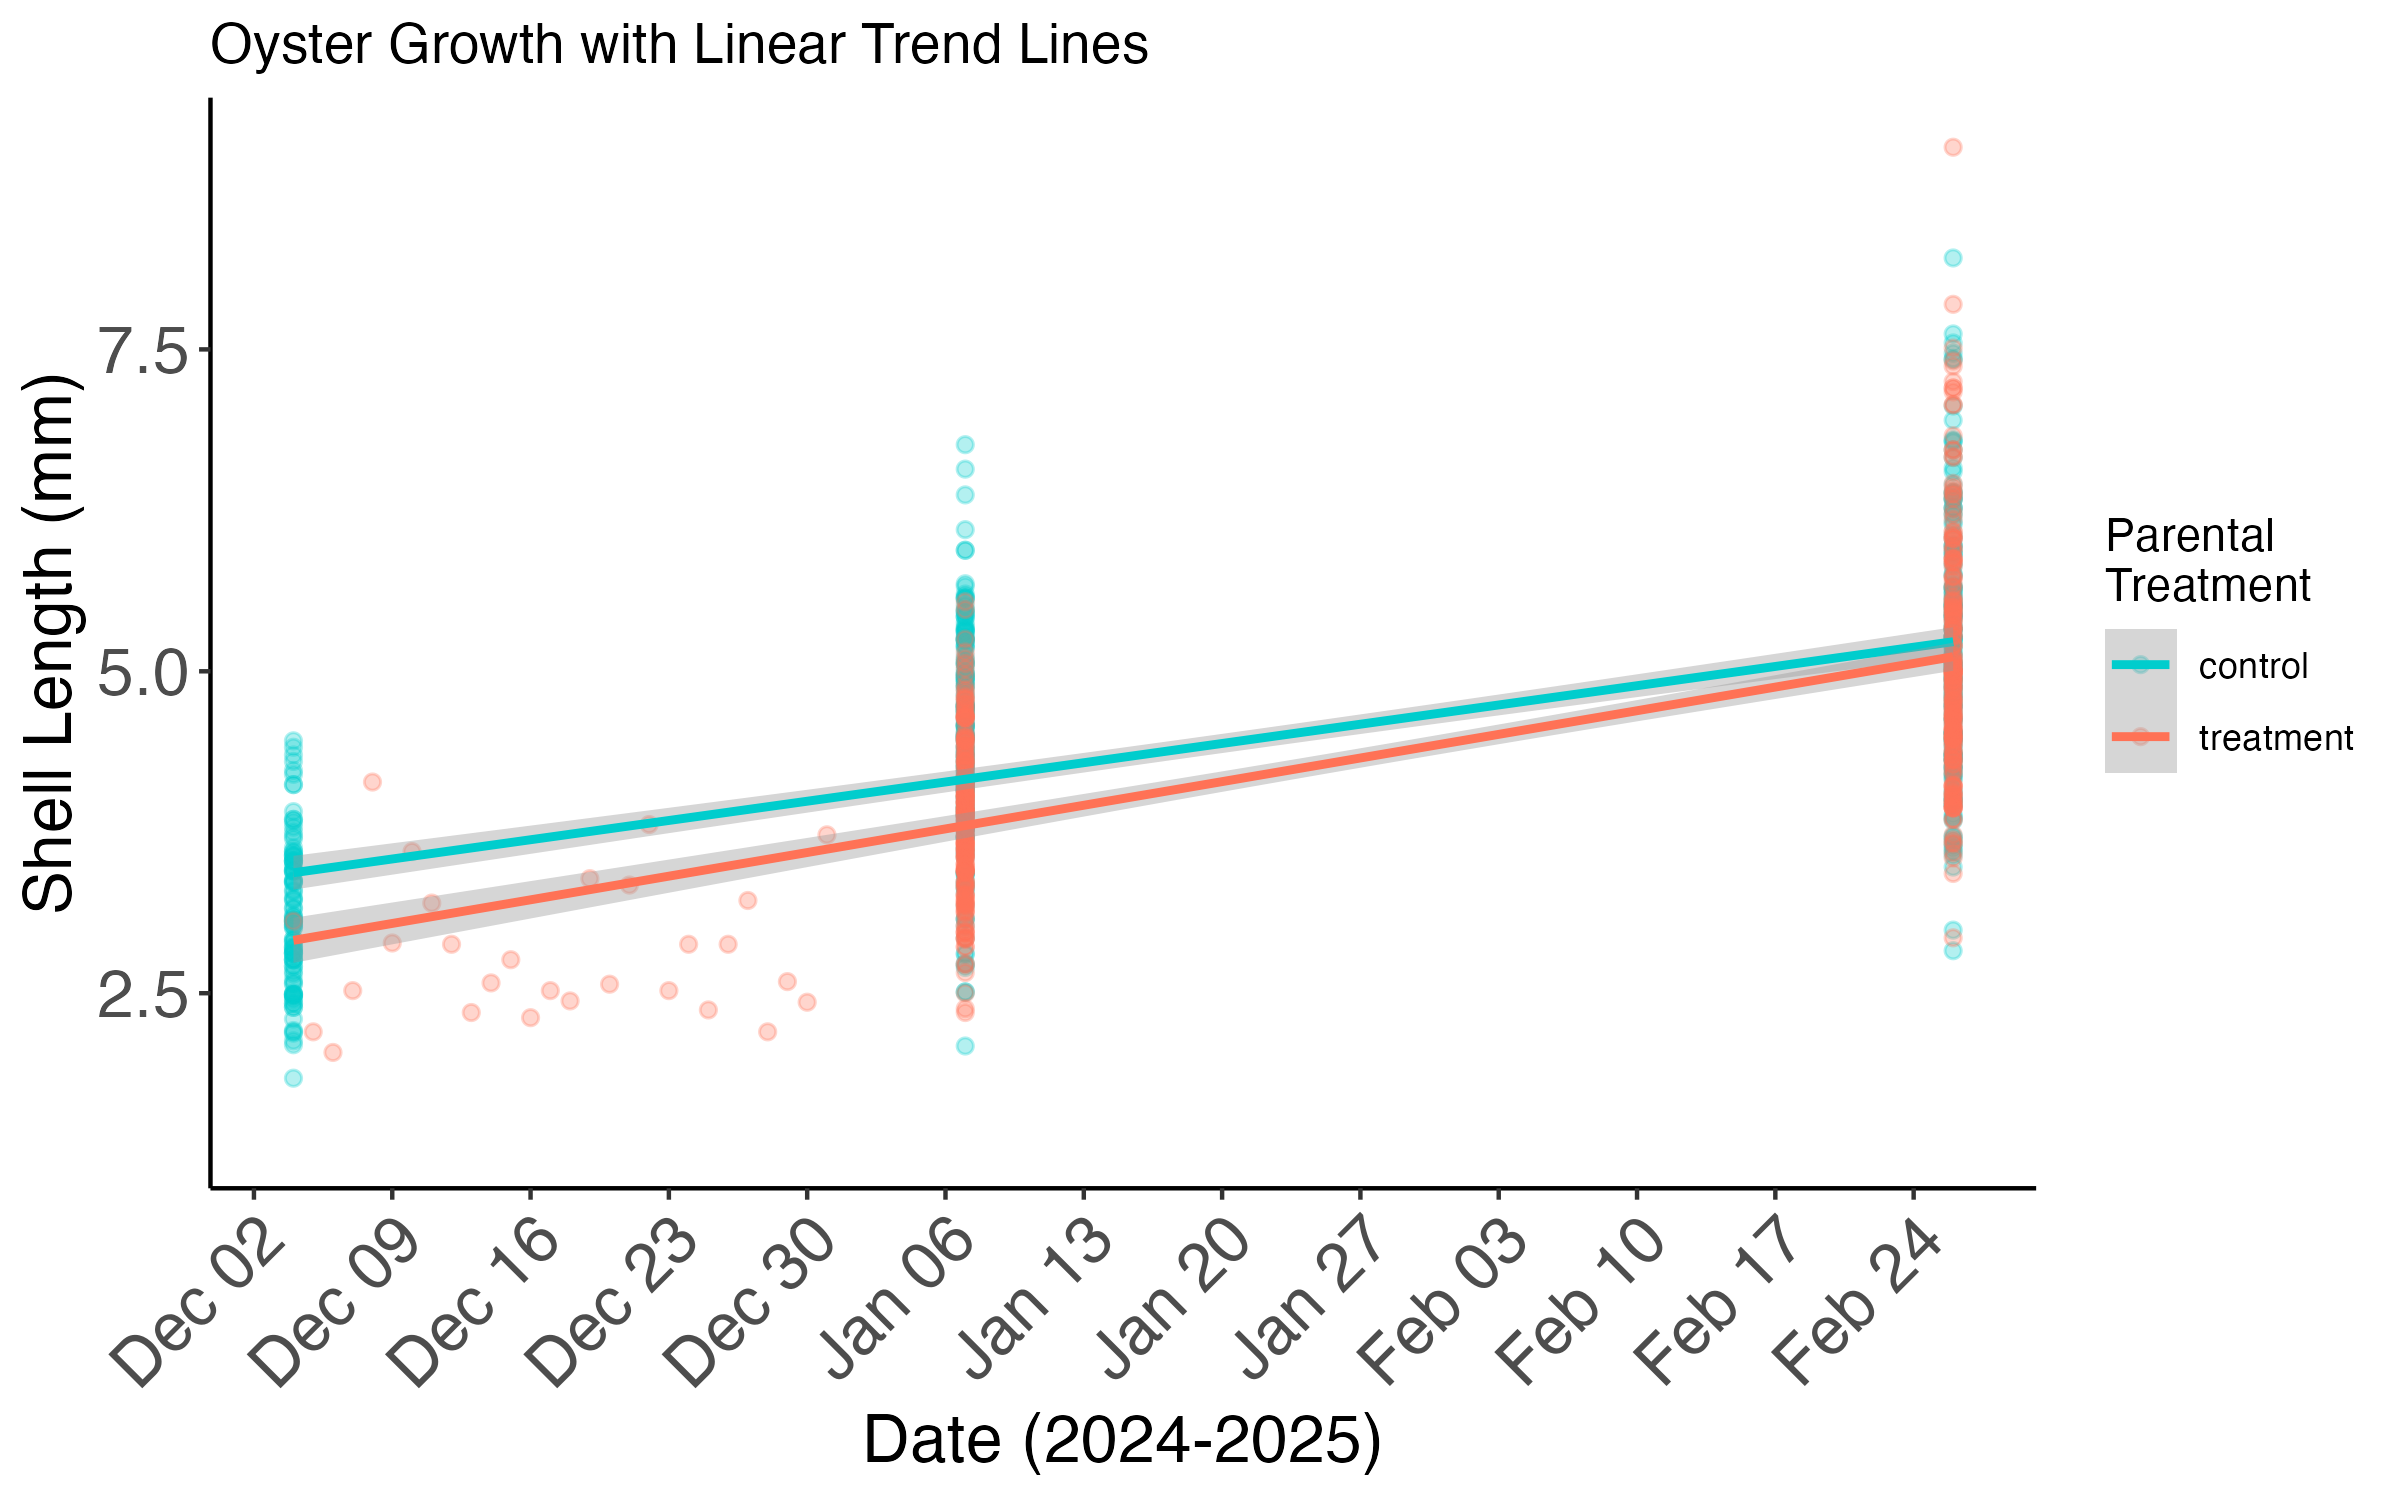 Oyster Growth with Linear Trend Lines
Shell Length (mm)
7.5
5.0
2.5
Dec 02
Dec 09
Dec 16
Dec 23
Dec 30
Jan 06
Jan 13
Jan 20
Jan 27
Feb 03
Feb 10
Feb 17
Feb 24
Date (2024-2025)
Parental
Treatment
control
treatment